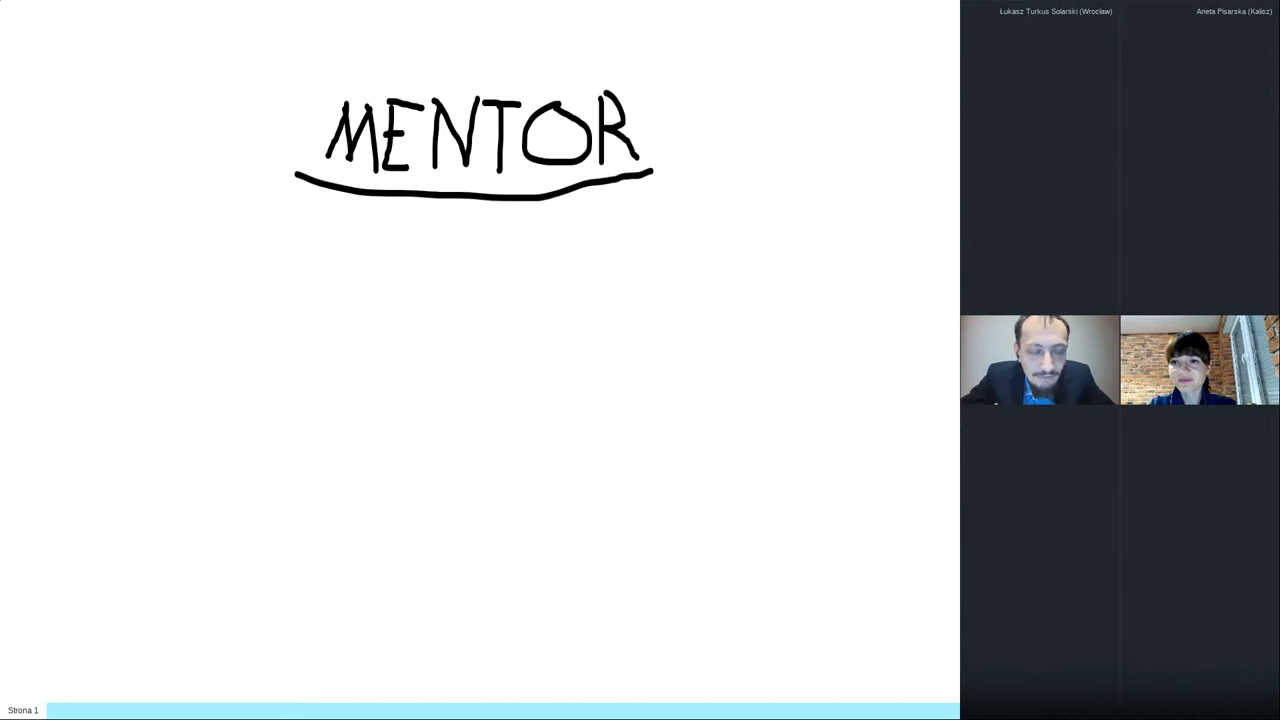 Łukasz Turkus Solarski (Wrocław)
Aneta Pisarska (Kalisz)
MENTOR
Strona 1